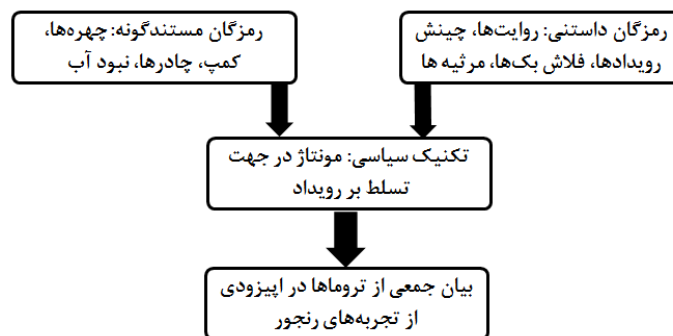 رمزگان داستنی: روایت‌ها، چینش
رویدادها، فلاش بک‌ها، مرثیه ها
رمزگان مستندگونه: چهره‌ها،
کمپ، چادرها، نبود آب
تکنیک سیاسی: مونتاژ در جهت
تسلط بر رویداد
بیان جمعی از تروماها در اپیزودی
از تجربه‌های رنجور